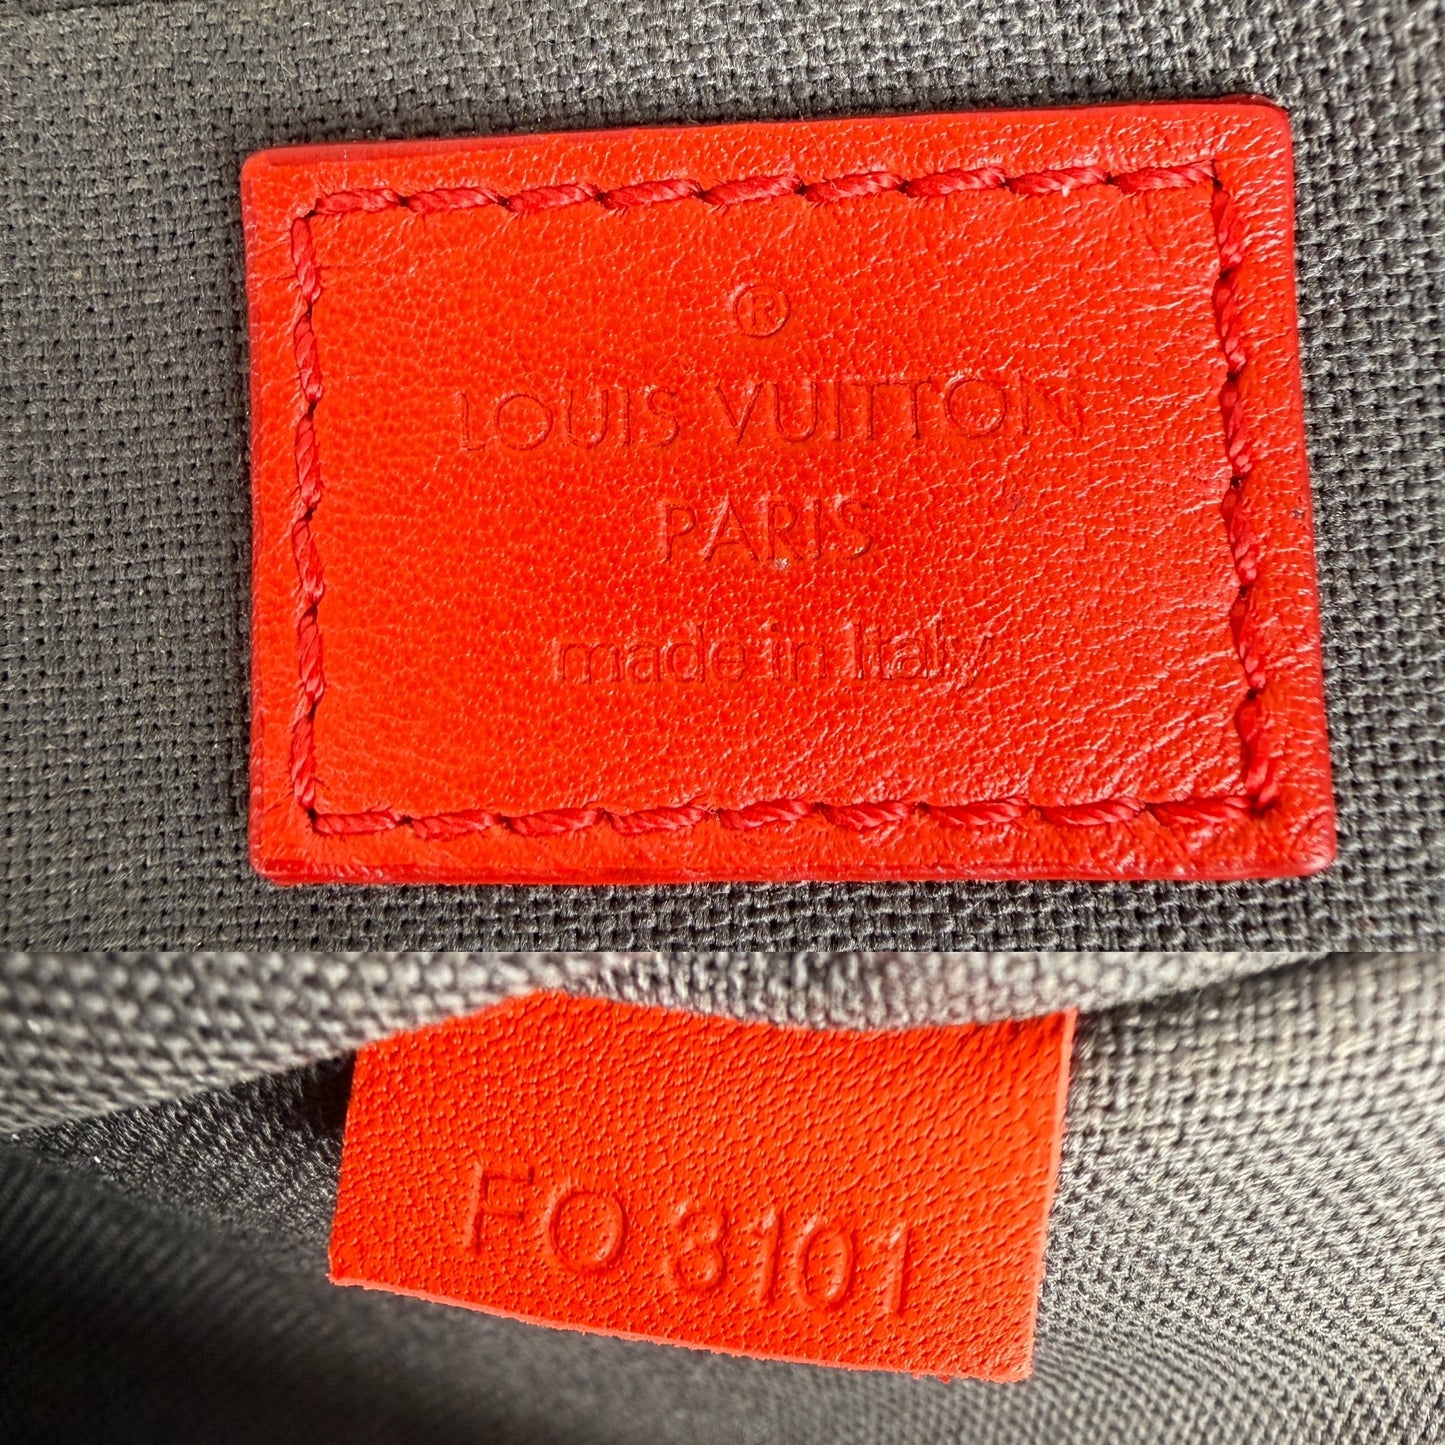 ®
LOUIS VUITTON
PARIS
made in Italy
FO 3101